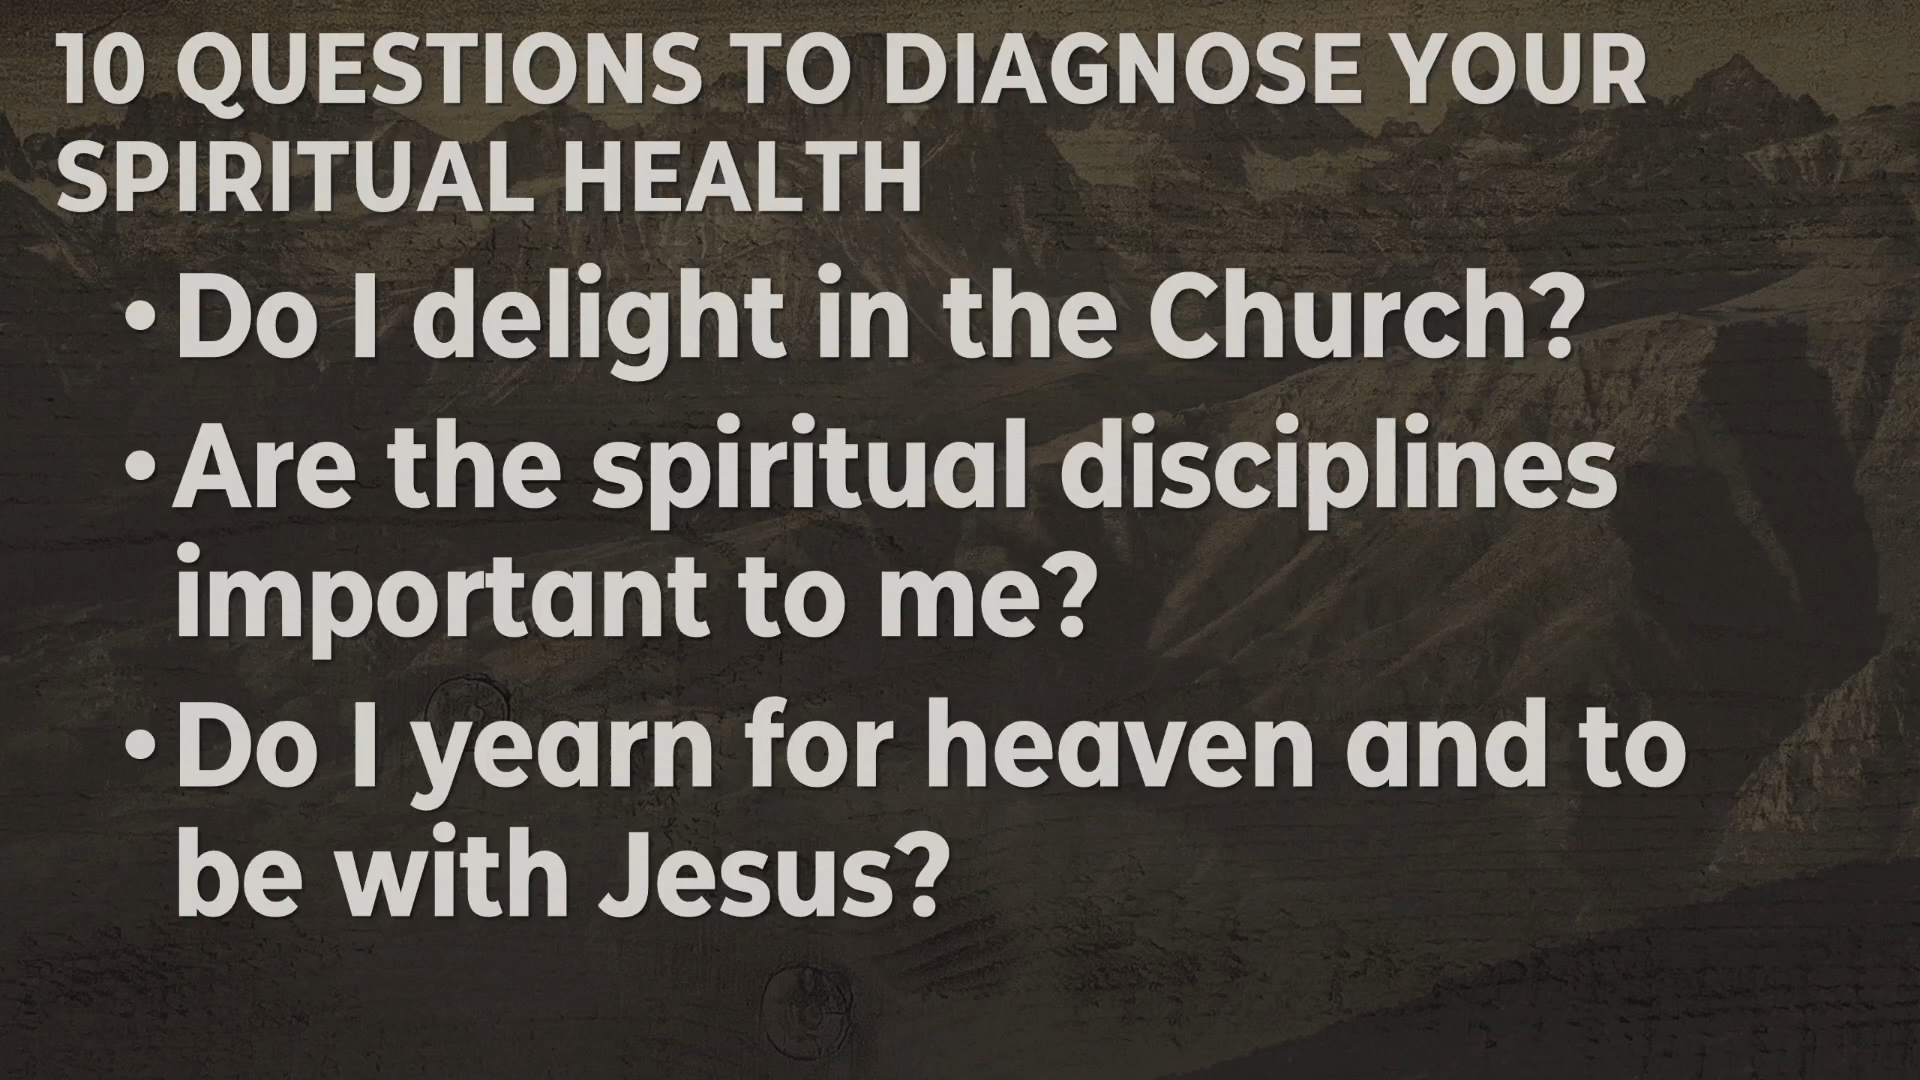 10 QUESTIONS TO DIAGNOSE YOUR
SPIRITUAL HEALTH
• Do I delight in the Church?
• Are the spiritual disciplines
important to me?
• Do I yearn for heaven and to
be with Jesus?